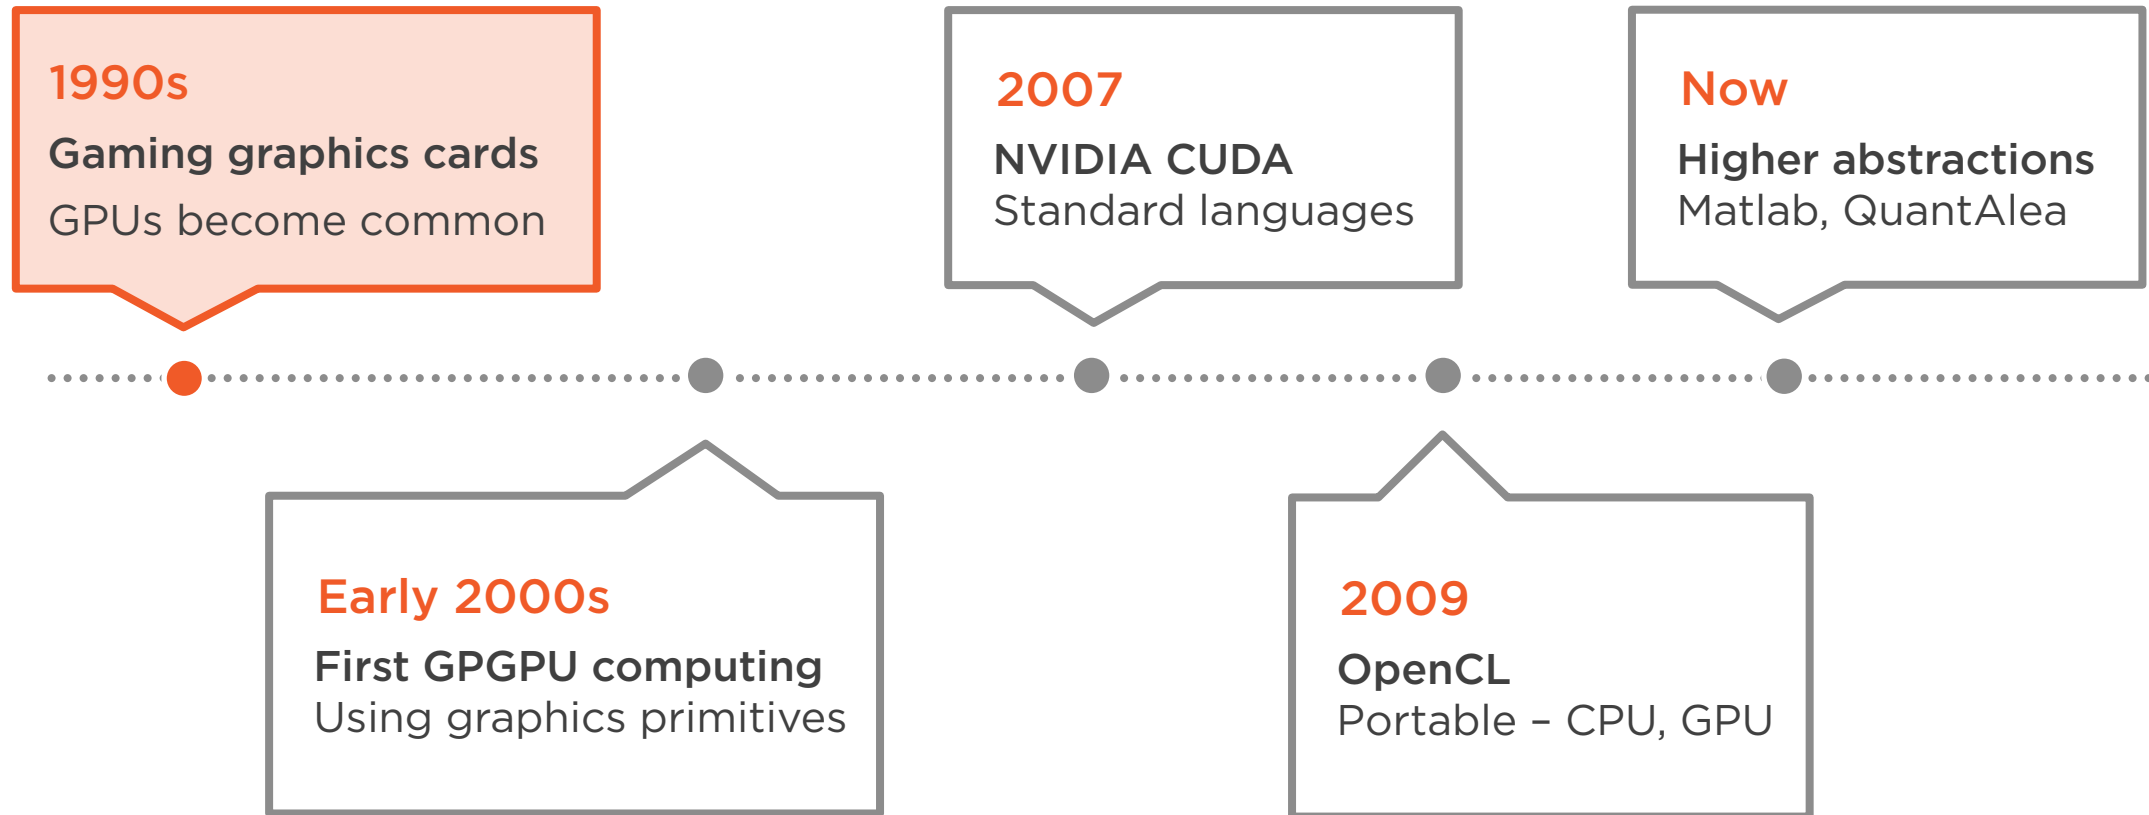 1990s
Gaming graphics cards
GPUs become common
Early 2000s
First GPGPU computing
Using graphics primitives
2007
NVIDIA CUDA
Standard languages
2009
OpenCL
Portable – CPU, GPU
Now
Higher abstractions
Matlab, QuantAlea